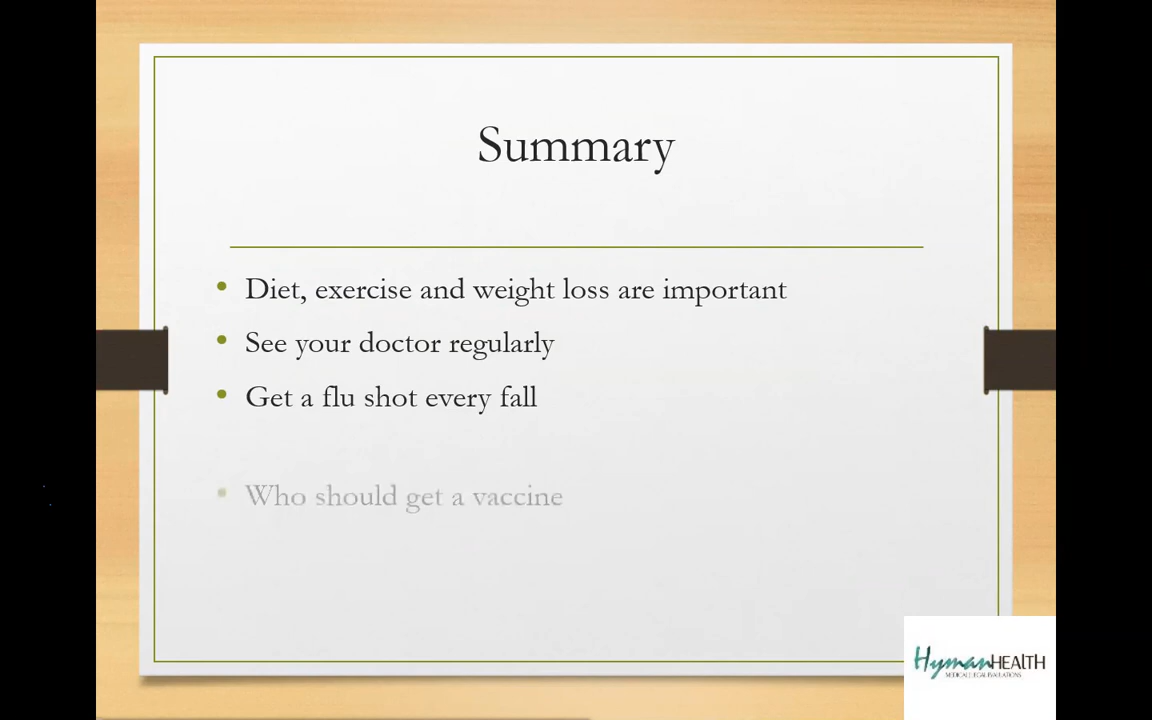 Summary
• Diet, exercise and weight loss are important
• See your doctor regularly
• Get a flu shot every fall
• Who should get a vaccine
HymanHEALTH
MEDICAL LEGAL EVALUATIONS